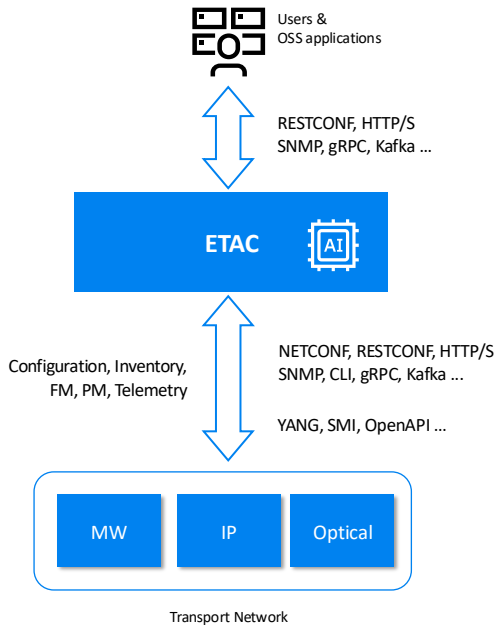 Users &
OSS applications
RESTCONF, HTTP/S
SNMP, gRPC, Kafka ...
ETAC
AI
Configuration, Inventory,
FM, PM, Telemetry
NETCONF, RESTCONF, HTTP/S
SNMP, CLI, gRPC, Kafka ...
YANG, SMI, OpenAPI ...
MW
IP
Optical
Transport Network